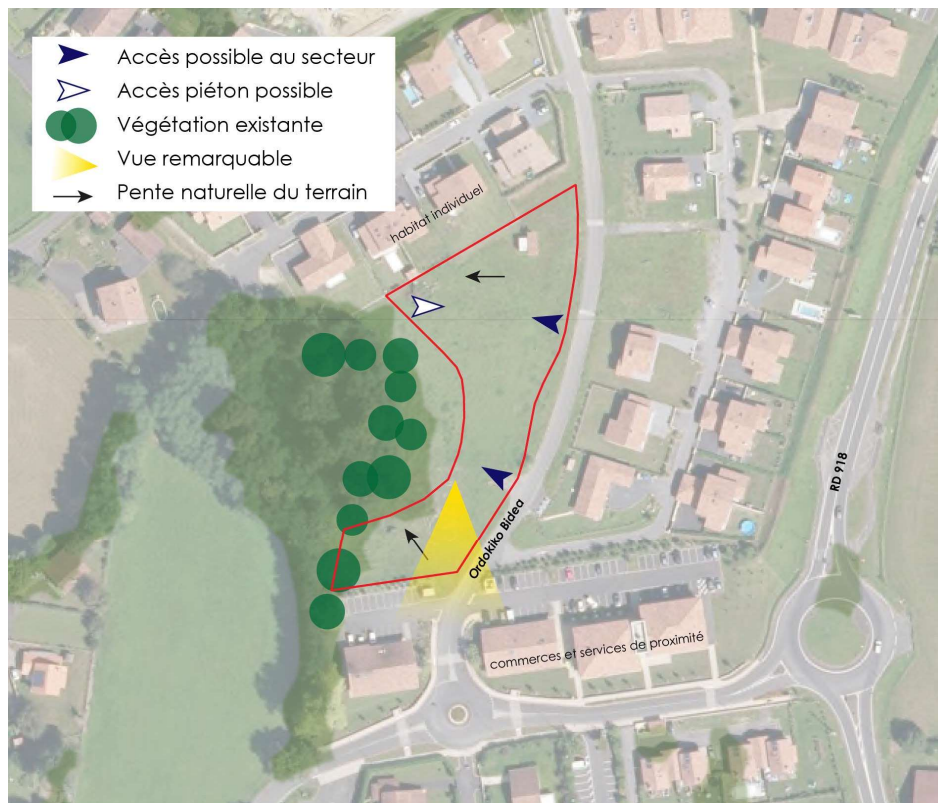 Accès possible au secteur
Accès piéton possible
Végétation existante
Vue remarquable
Pente naturelle du terrain
habitat individuel
RD 918
Ordokiko Bidea
commerces et services de proximité